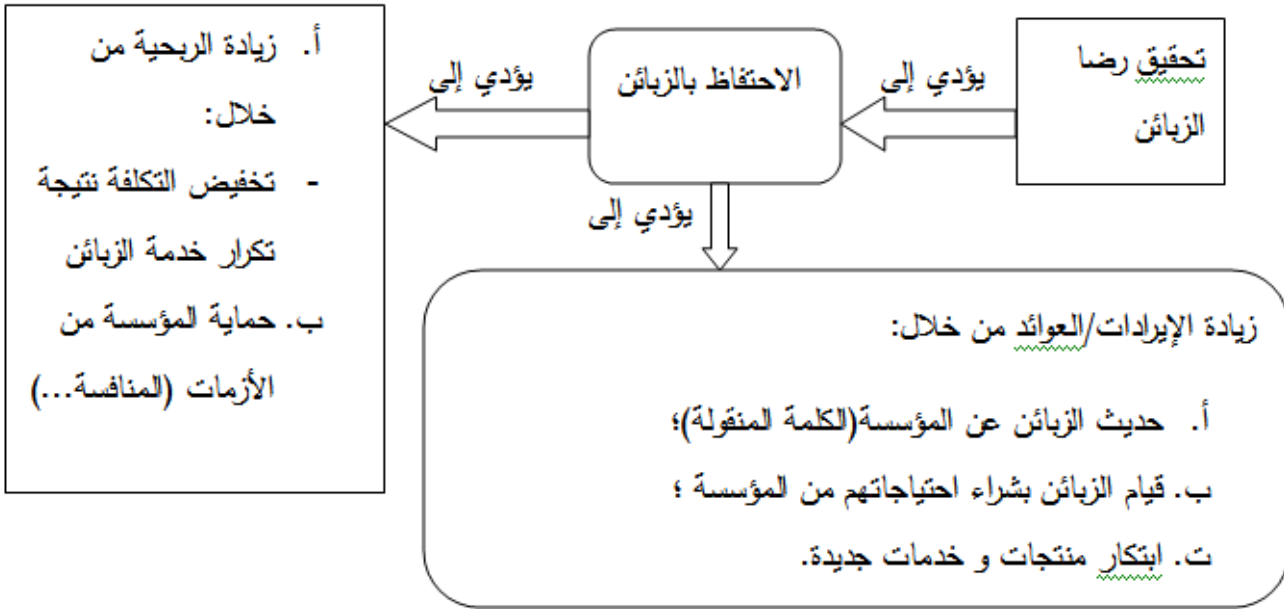 تحقيق رضا
الزبائن
يؤدي إلى
الاحتفاظ بالزبائن
يؤدي إلى
أ. زيادة الربحية من
خلال:
- تخفيض التكلفة نتيجة
تكرار خدمة الزبائن
ب. حماية المؤسسة من
الأزمات (المنافسة...)
يؤدي إلى
زيادة الإيرادات/العوائد من خلال:
أ. حديث الزبائن عن المؤسسة(الكلمة المنقولة)؛
ب. قيام الزبائن بشراء احتياجاتهم من المؤسسة ؛
ت. ابتكار منتجات و خدمات جديدة.